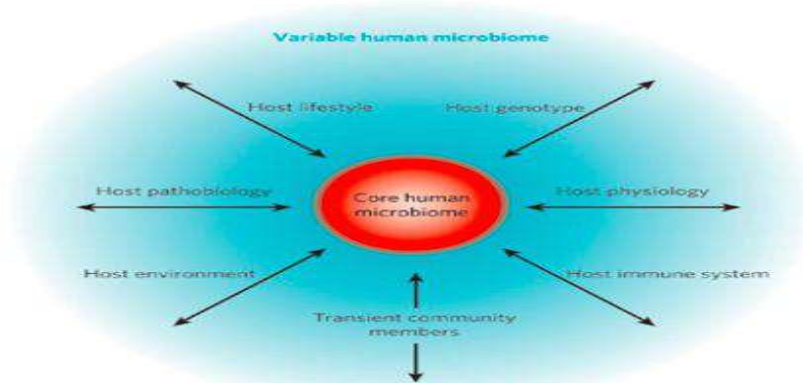 Variable human microbiome
Host lifestyle
Host genotype
Host pathobiology
Core human
microbiome
Host physiology
Host environment
Host immune system
Transient community
members